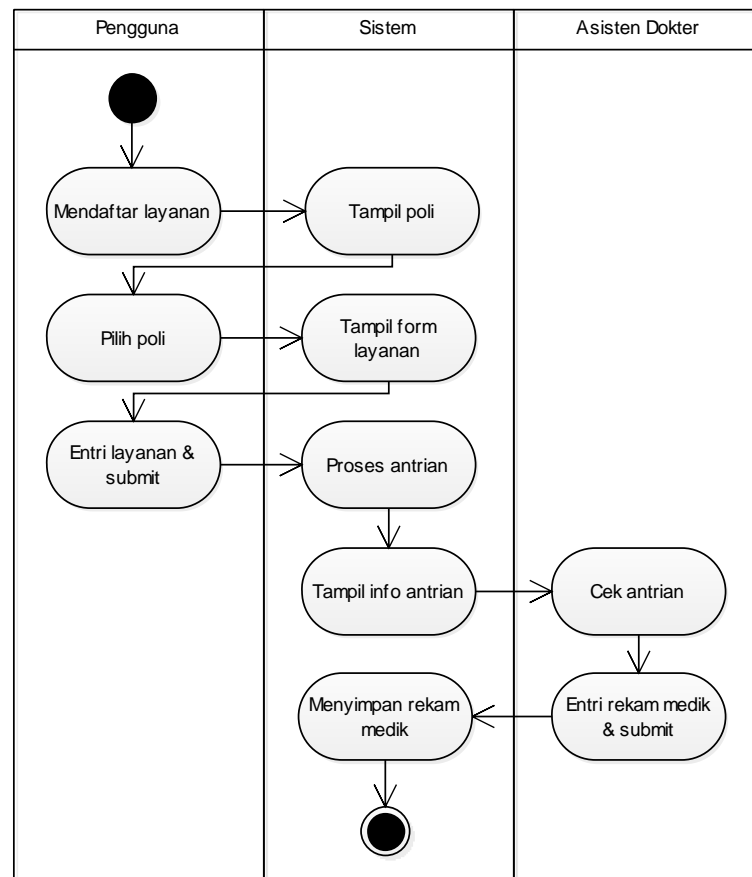 Pengguna
Sistem
Asisten Dokter
Mendaftar layanan
Tampil poli
Pilih poli
Tampil form
layanan
Entri layanan &
submit
Proses antrian
Tampil info antrian
Cek antrian
Menyimpan rekam
medik
Entri rekam medik
& submit